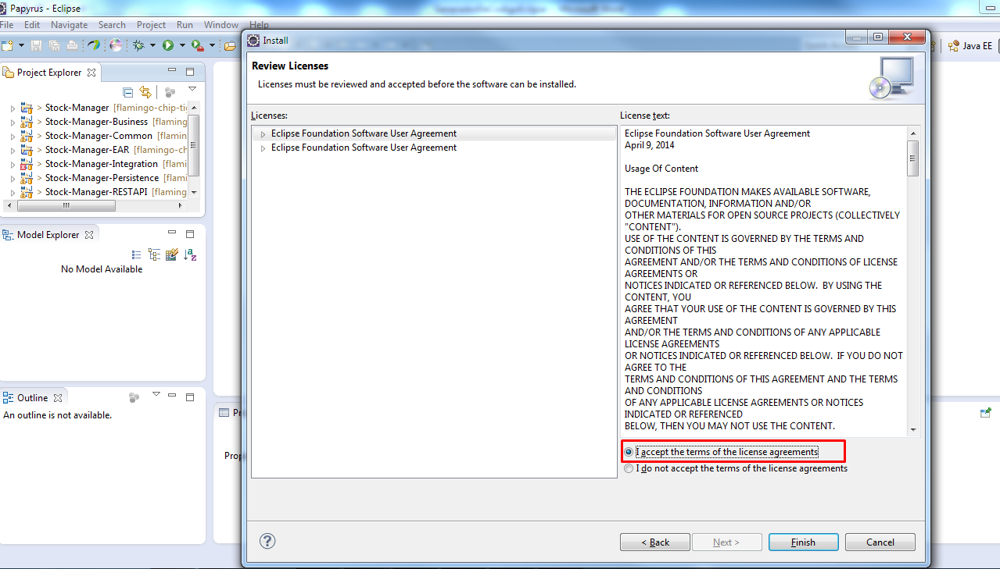 Papyrus - Eclipse
File Edit Navigate Search Project Run Window Help
Java EE
Project Explorer
> Stock-Manager [flamingo-chip-ti
> Stock-Manager-Business [flaming
> Stock-Manager-Common [flaming
> Stock-Manager-EAR [flamingo-ch
> Stock-Manager-Integration [flami
> Stock-Manager-Persistence [flami
> Stock-Manager-RESTAPI [flaming
Model Explorer
No Model Available
Outline
An outline is not available.
Pr
Prop
Install
Review Licenses
Licenses must be reviewed and accepted before the software can be installed.
Licenses:
Eclipse Foundation Software User Agreement
Eclipse Foundation Software User Agreement
License text:
Eclipse Foundation Software User Agreement
April 9, 2014
Usage Of Content
THE ECLIPSE FOUNDATION MAKES AVAILABLE SOFTWARE,
DOCUMENTATION, INFORMATION AND/OR
OTHER MATERIALS FOR OPEN SOURCE PROJECTS (COLLECTIVELY
"CONTENT").
USE OF THE CONTENT IS GOVERNED BY THE TERMS AND
CONDITIONS OF THIS
AGREEMENT AND/OR THE TERMS AND CONDITIONS OF LICENSE
AGREEMENTS OR
NOTICES INDICATED OR REFERENCED BELOW.  BY USING THE
CONTENT, YOU
AGREE THAT YOUR USE OF THE CONTENT IS GOVERNED BY THIS
AGREEMENT
AND/OR THE TERMS AND CONDITIONS OF ANY APPLICABLE
LICENSE AGREEMENTS
OR NOTICES INDICATED OR REFERENCED BELOW.  IF YOU DO NOT
AGREE TO THE
TERMS AND CONDITIONS OF THIS AGREEMENT AND THE TERMS
AND CONDITIONS
OF ANY APPLICABLE LICENSE AGREEMENTS OR NOTICES
INDICATED OR REFERENCED
BELOW, THEN YOU MAY NOT USE THE CONTENT.
I accept the terms of the license agreements
I do not accept the terms of the license agreements
< Back Next > Finish Cancel